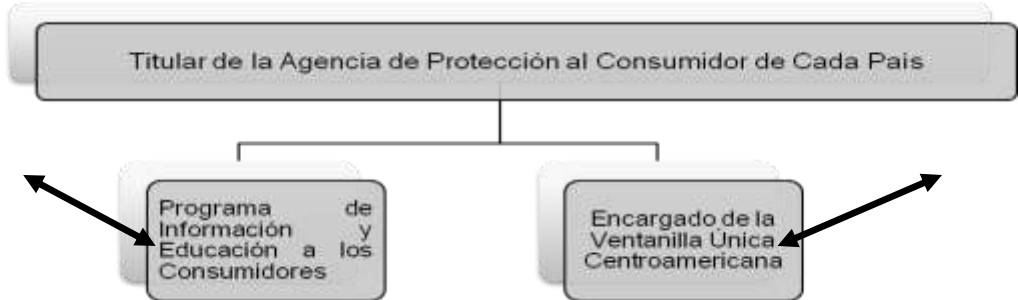 Titular de la Agencia de Protección al Consumidor de Cada País
Programa de
Información y
Educación a los
Consumidores
Encargado de la
Ventanilla Única
Centroamericana